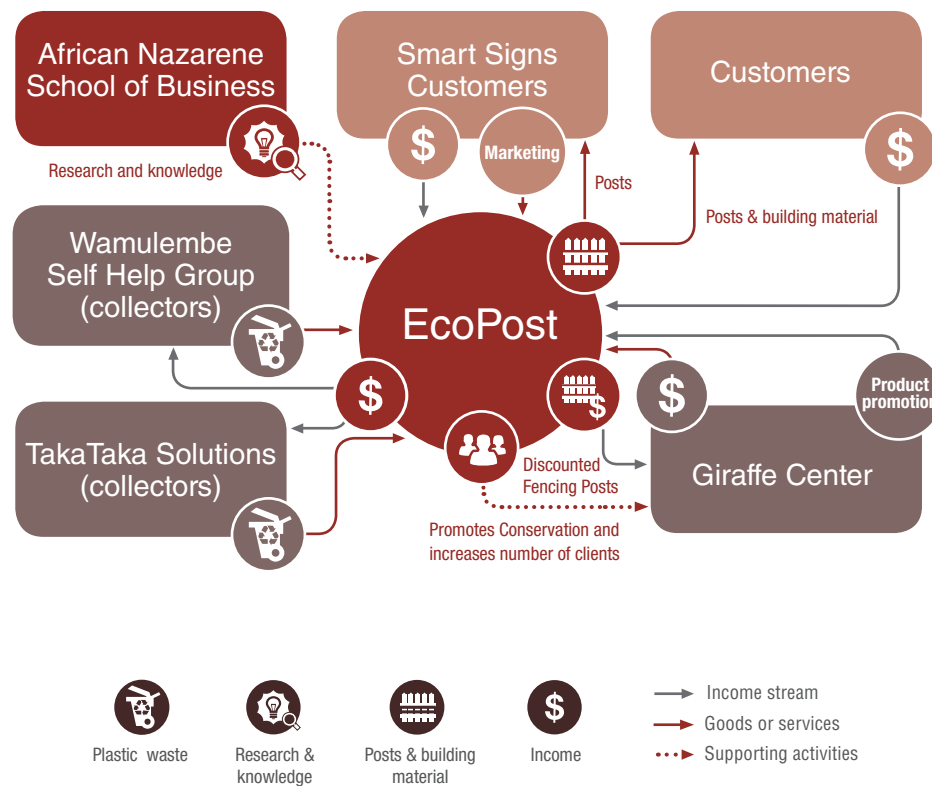 African Nazarene
School of Business
Smart Signs
Customers
Customers
$
Marketing
$
Research and knowledge
Posts
Posts & building material
Wamulembe
Self Help Group
(collectors)
EcoPost
$
$
$
Product
promotion
TakaTaka Solutions
(collectors)
Discounted
Fencing Posts
Giraffe Center
Promotes Conservation and
increases number of clients
$
Plastic waste
Research &
knowledge
Posts & building
material
Income
Income stream
Goods or services
Supporting activities